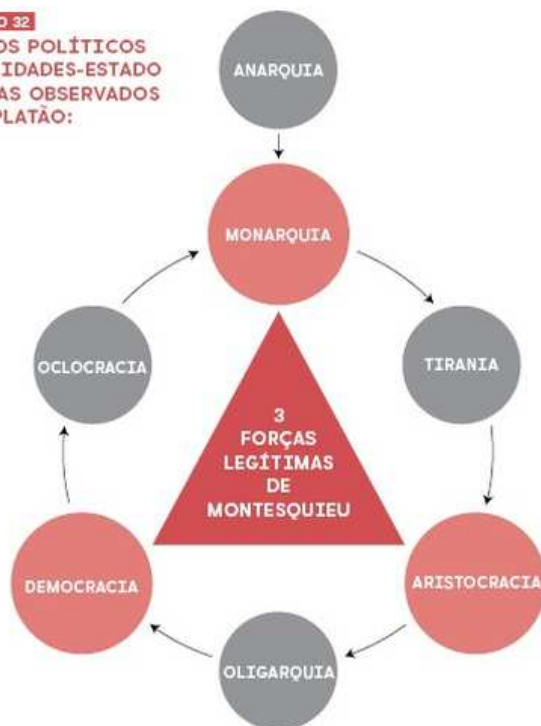 O 32
OS POLÍTICOS
IDADES-ESTADO
AS OBSERVADOS
PLATÃO:
ANARQUIA
MONARQUIA
TIRANIA
ARISTOCRACIA
OLIGARQUIA
DEMOCRACIA
OCLOCRACIA
3
FORÇAS
LEGÍTIMAS
DE
MONTESQUIEU